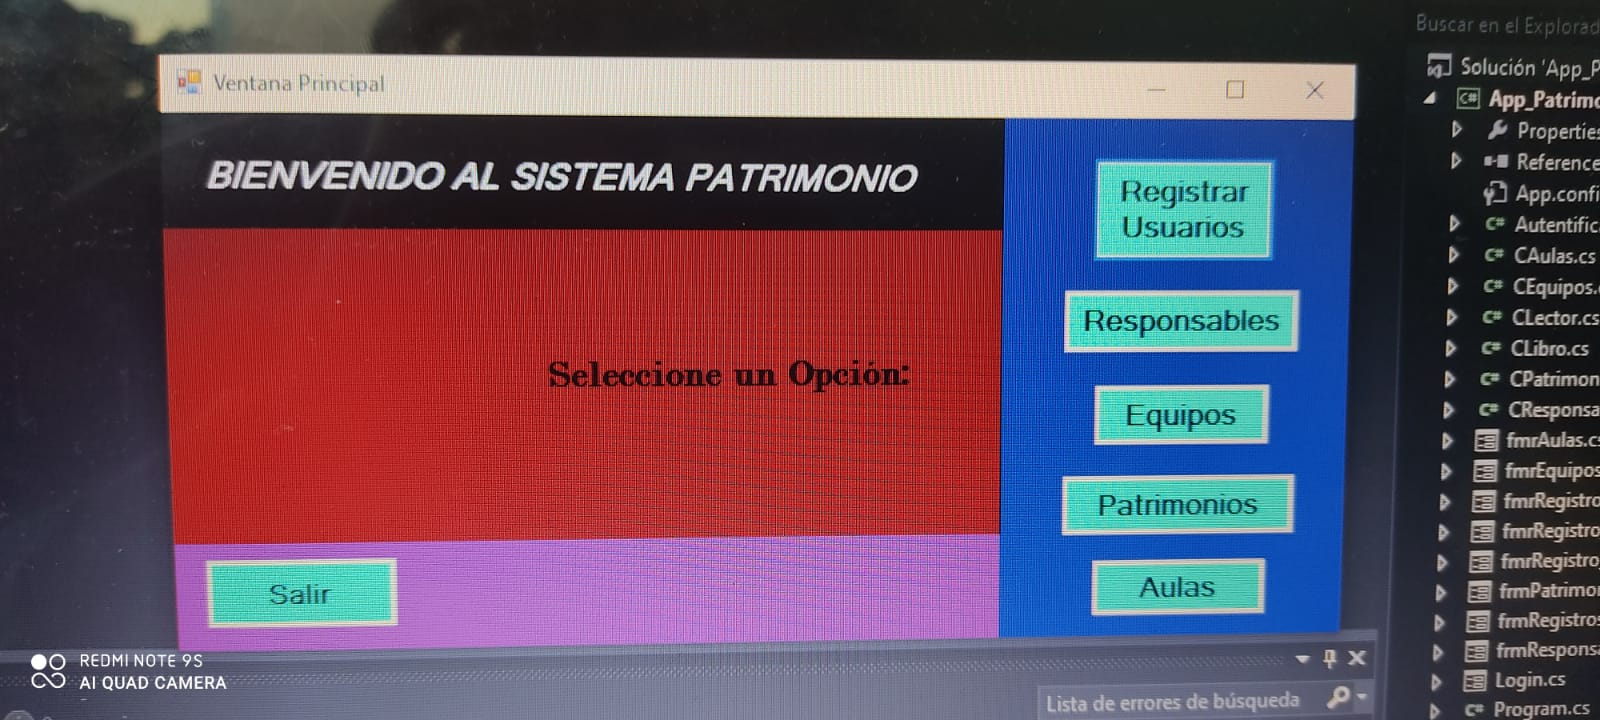 Ventana Principal
BIENVENIDO AL SISTEMA PATRIMONIO
Seleccione un Opción:
Registrar
Usuarios
Responsables
Equipos
Patrimonios
Aulas
Salir
Buscar en el Explorad
Solución 'App_P
App_Patrimo
Properties
Reference
App.confi
Autentific
CAulas.cs
CEquipos.
CLector.cs
CLibro.cs
CPatrimon
CResponsa
fmrAulas.c
fmrEquipos
fmrRegistro
fmrRegistro
fmrRegistro
frmPatrimo
frmRegistro
frmRespons
Login.cs
Program.cs
Lista de errores de búsqueda
REDMI NOTE 9S
AI QUAD CAMERA